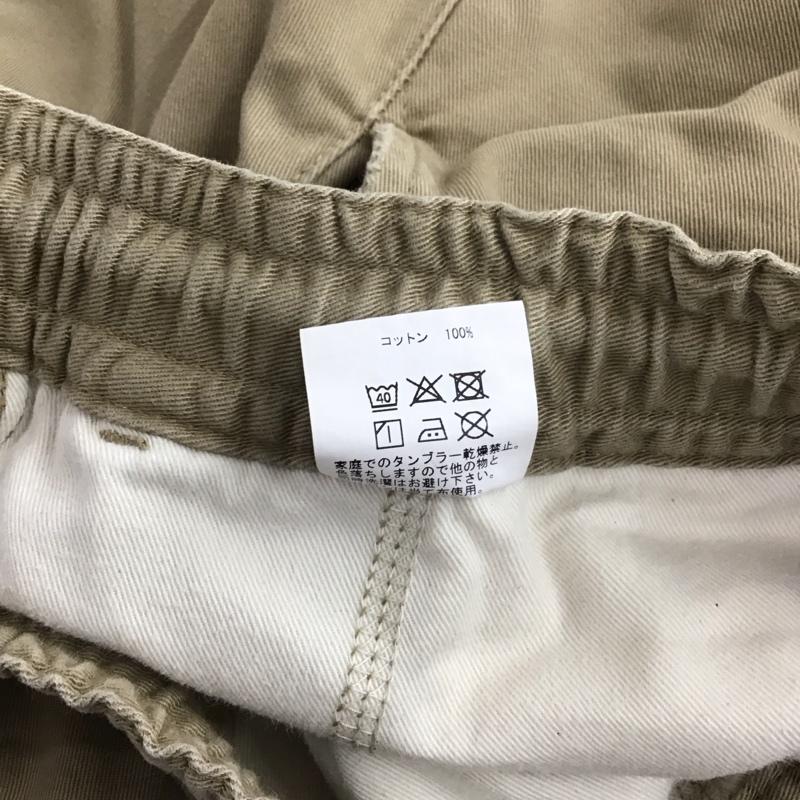 コットン 100%
40
家庭でのタンブラー乾燥禁止。
色落ちしますので他の物と
洗濯はお避け下さい。
は当て布使用。